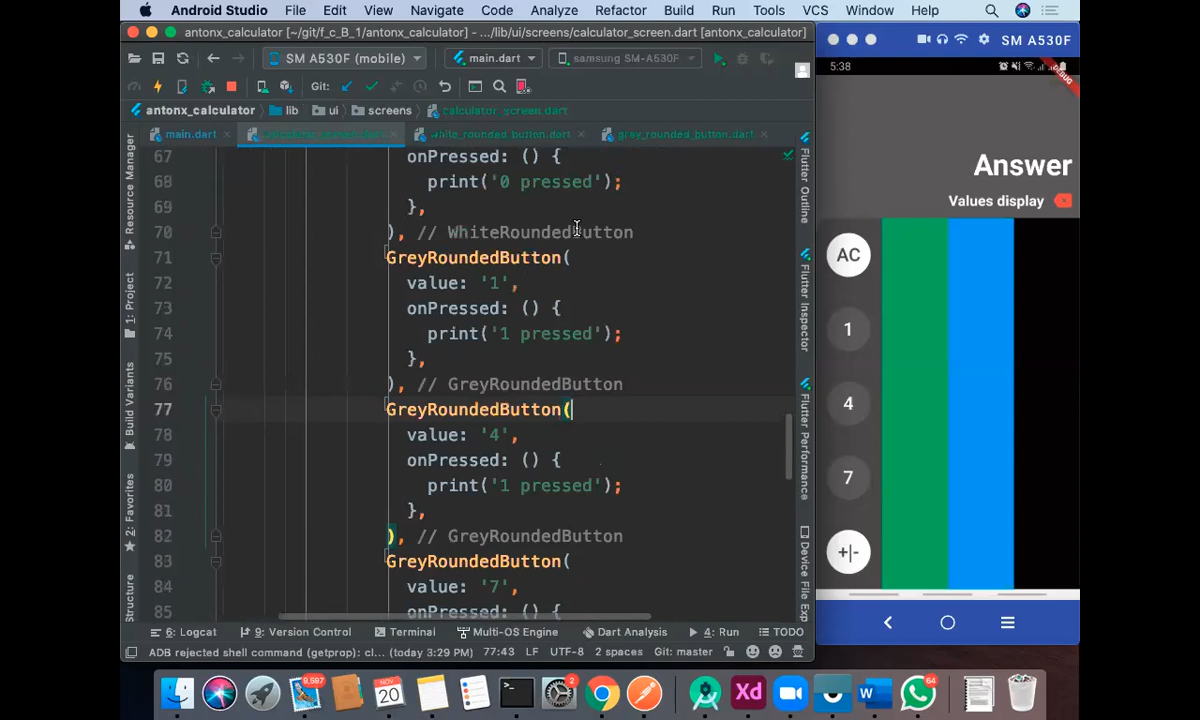 Android Studio File Edit View Navigate Code Analyze Refactor Build Run Tools VCS Window Help
antonx_calculator [~/git/f_c_B_1/antonx_calculator] - .../lib/ui/screens/calculator_screen.dart [antonx_calculator]
SM A530F (mobile) main.dart samsung SM-A530F
Git:
antonx_calculator lib ui screens calculator_screen.dart
main.dart white_rounded_button.dart gray_rounded_button.dart
67 onPressed: () {
68 print('0 pressed');
69 },
70 ), // WhiteRoundedButton
71 GreyRoundedButton(
72 value: '1',
73 onPressed: () {
74 print('1 pressed');
75 },
76 ), // GreyRoundedButton
77 GreyRoundedButton(
78 value: '4',
79 onPressed: () {
80 print('1 pressed');
81 },
82 ), // GreyRoundedButton
83 GreyRoundedButton(
84 value: '7',
85 onPressed: () {
Resource Manager
1: Project
Build Variants
2: Favorites
Structure
Flutter Outline
Flutter Inspector
Flutter Performance
Device File Exp
6: Logcat 9: Version Control Terminal Multi-OS Engine Dart Analysis 4: Run TODO
ADB rejected shell command (getprop): cl... (today 3:29 PM) 77:43 LF UTF-8 2 spaces Git: master
SM A530F
5:38
DEBUG
Answer
Values display
AC
1
4
7
+|-
9,597
NOV
20
2
Xd
W
64